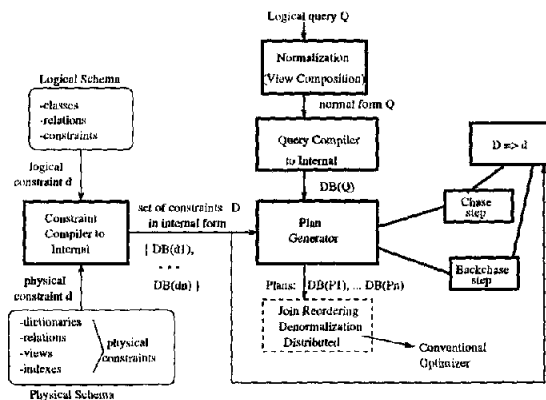 Logical query Q
Normalization
(View Composition)
normal form Q
Query Compiler
to Internal
DB(Q)
Plan
Generator
Plans: DB(P1), ... DB(Pn)
Join Reordering
Denormalization
Distributed
Conventional
Optimizer
Logical Schema
-classes
-relations
-constraints
logical
constraint d
Constraint
Compiler to
Internal
set of constraints D
in internal form
{ DB(d1),
. . .
DB(dn) }
physical
constraint d
-dictionaries
-relations
-views
-indexes
physical
constraints
Physical Schema
D => d
Chase
step
Backchase
step